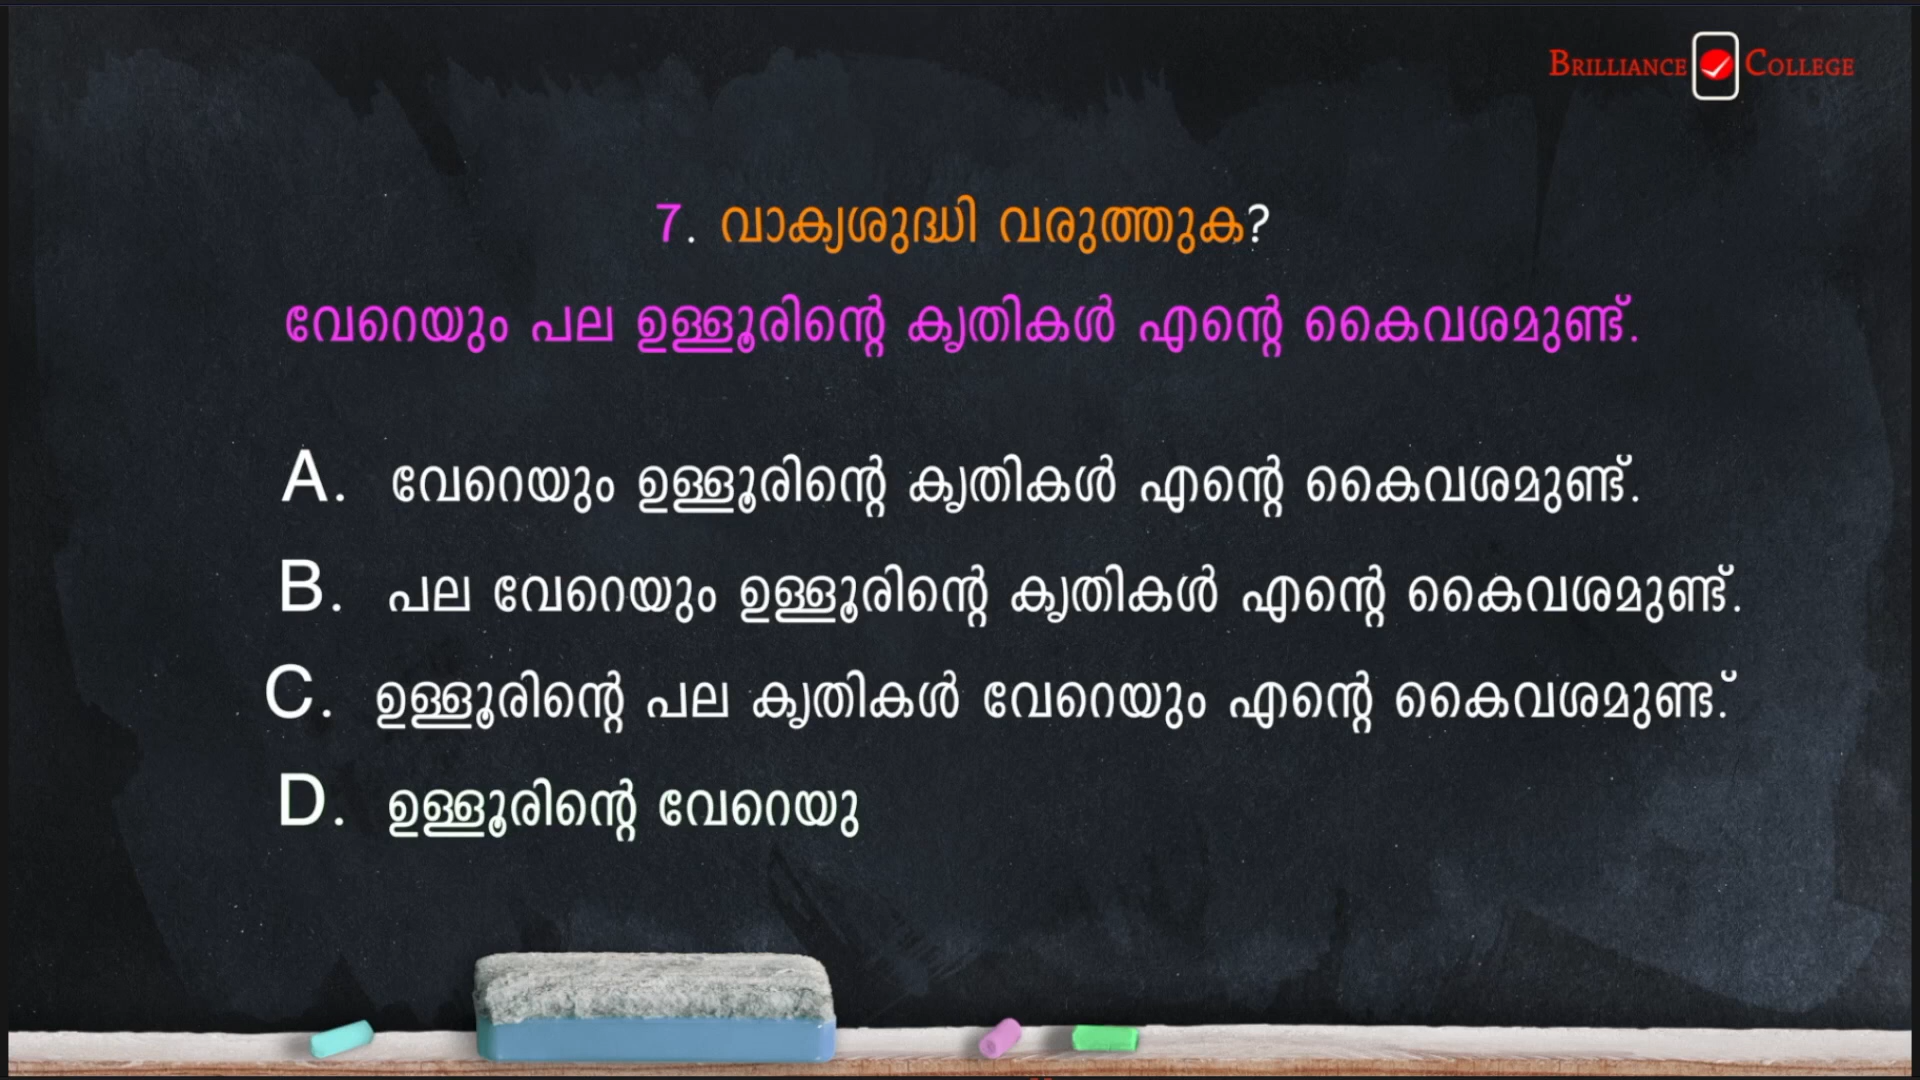 BRILLIANCE COLLEGE
7. വാക്യശുദ്ധി വരുത്തുക?
വേറെയും പല ഉള്ളൂരിന്റെ കൃതികൾ എന്റെ കൈവശമുണ്ട്.
A. വേറെയും ഉള്ളൂരിന്റെ കൃതികൾ എന്റെ കൈവശമുണ്ട്.
B. പല വേറെയും ഉള്ളൂരിന്റെ കൃതികൾ എന്റെ കൈവശമുണ്ട്.
C. ഉള്ളൂരിന്റെ പല കൃതികൾ വേറെയും എന്റെ കൈവശമുണ്ട്.
D. ഉള്ളൂരിന്റെ വേറെയു